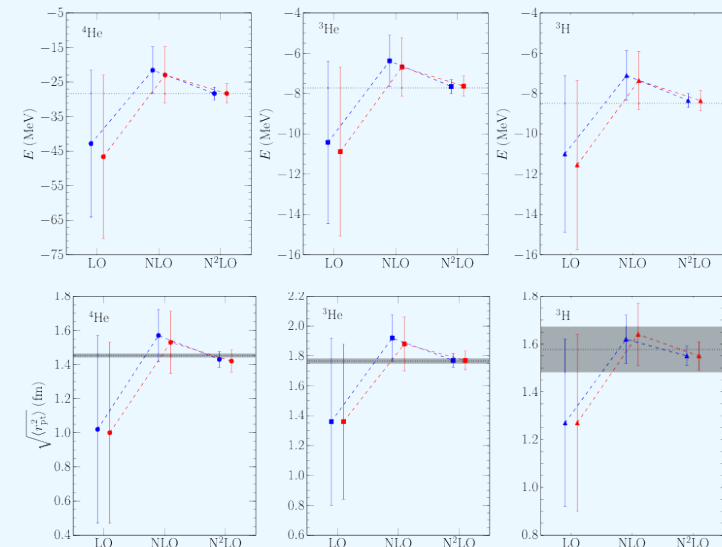 −5
−15
−25
−35
−45
−55
−65
−75
E (MeV)
⁴He
LO
NLO
N²LO
−4
−6
−8
−10
−12
−14
−16
E (MeV)
³He
LO
NLO
N²LO
−4
−6
−8
−10
−12
−14
−16
E (MeV)
³H
LO
NLO
N²LO
1.8
1.6
1.4
1.2
1.0
0.8
0.6
0.4
√⟨r²pt⟩ (fm)
⁴He
LO
NLO
N²LO
2.2
2.0
1.8
1.6
1.4
1.2
1.0
0.8
0.6
³He
LO
NLO
N²LO
1.8
1.6
1.4
1.2
1.0
0.8
³H
LO
NLO
N²LO